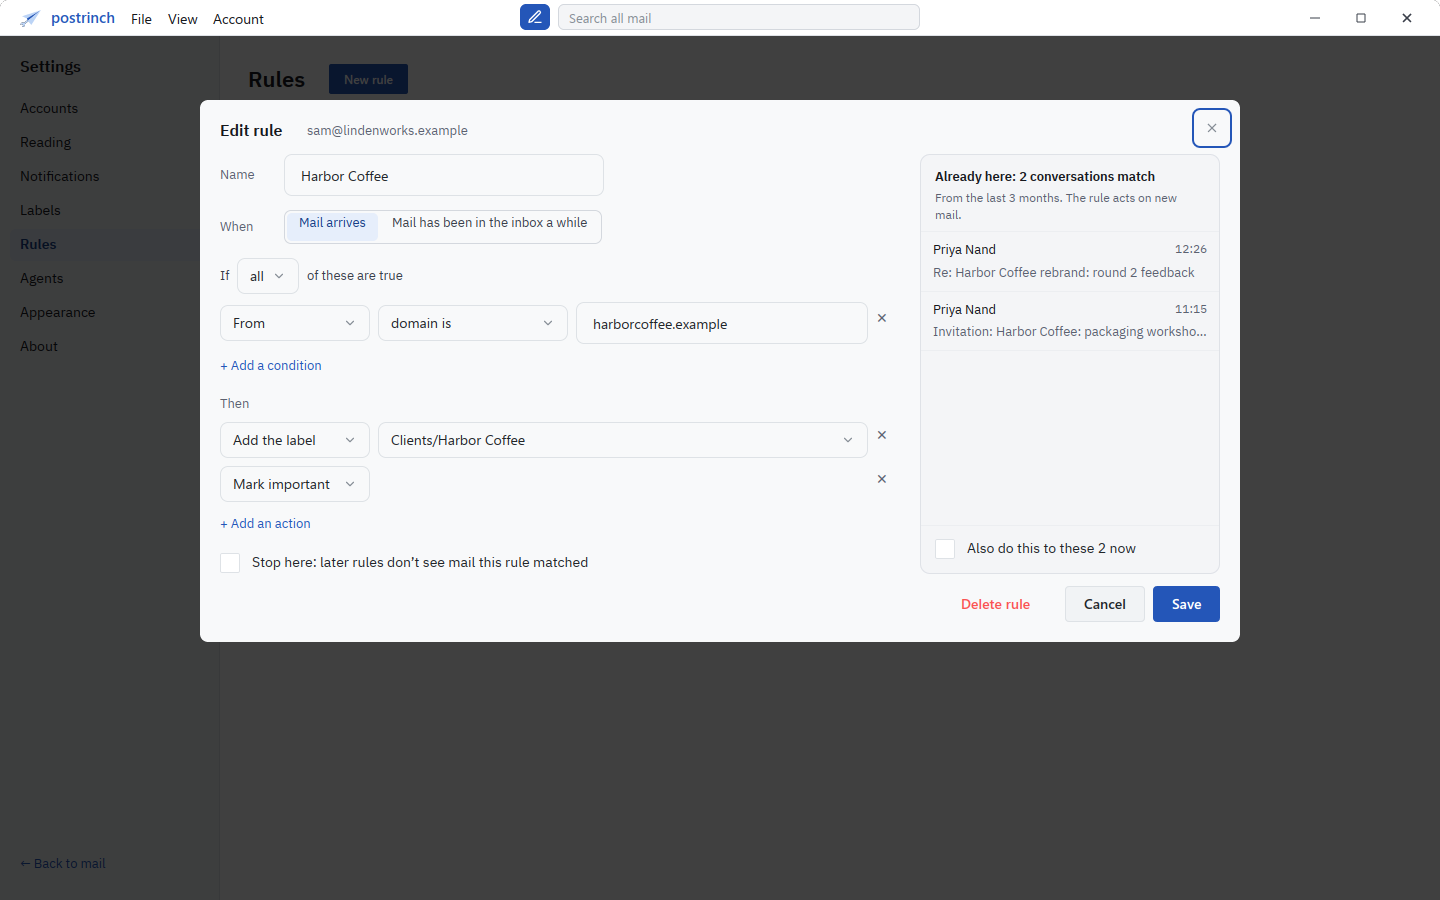 postrinch File View Account Search all mail
Settings
Accounts
Reading
Notifications
Labels
Rules
Agents
Appearance
About
← Back to mail
Rules New rule
Edit rule sam@lindenworks.example
Name Harbor Coffee
When Mail arrives Mail has been in the inbox a while
If all of these are true
From domain is harborcoffee.example
+ Add a condition
Then
Add the label Clients/Harbor Coffee
Mark important
+ Add an action
Stop here: later rules don’t see mail this rule matched
Already here: 2 conversations match
From the last 3 months. The rule acts on new
mail.
Priya Nand 12:26
Re: Harbor Coffee rebrand: round 2 feedback
Priya Nand 11:15
Invitation: Harbor Coffee: packaging worksho...
Also do this to these 2 now
Delete rule Cancel Save